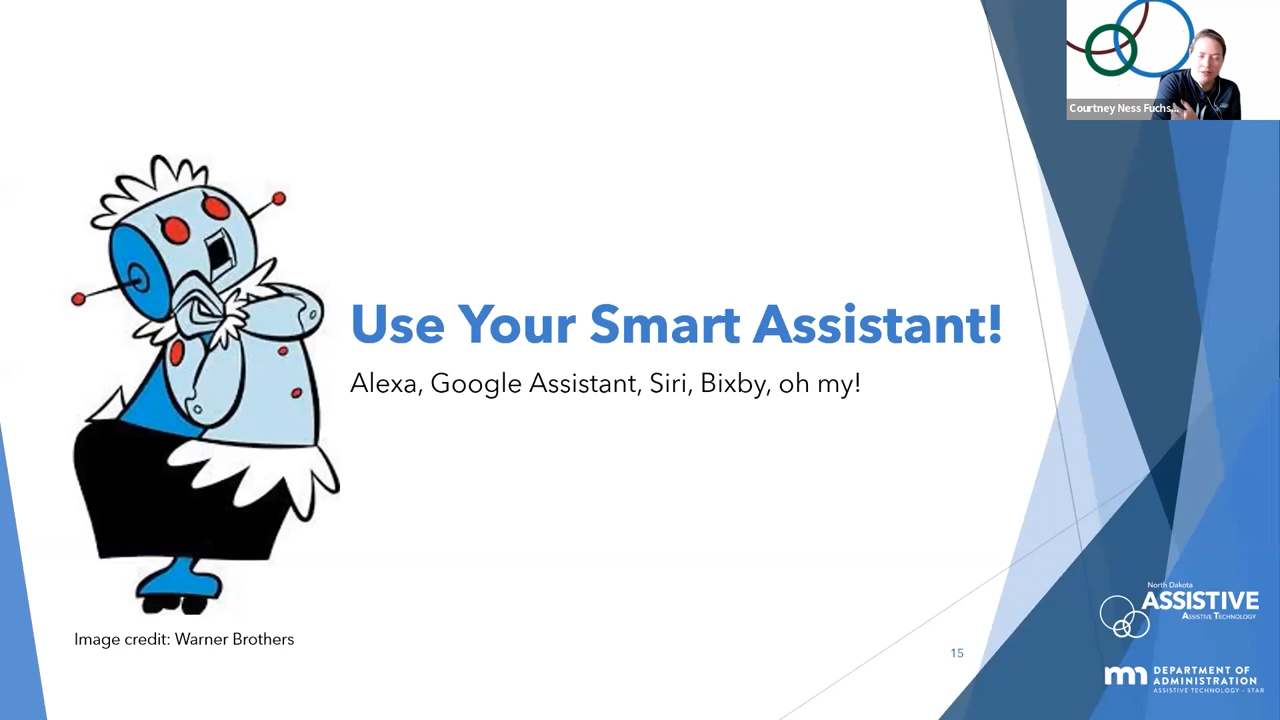 Courtney Ness Fuchs...
Use Your Smart Assistant!
Alexa, Google Assistant, Siri, Bixby, oh my!
Image credit: Warner Brothers
15
North Dakota
ASSISTIVE
ASSISTIVE TECHNOLOGY
mn DEPARTMENT OF
ADMINISTRATION
ASSISTIVE TECHNOLOGY - STAR